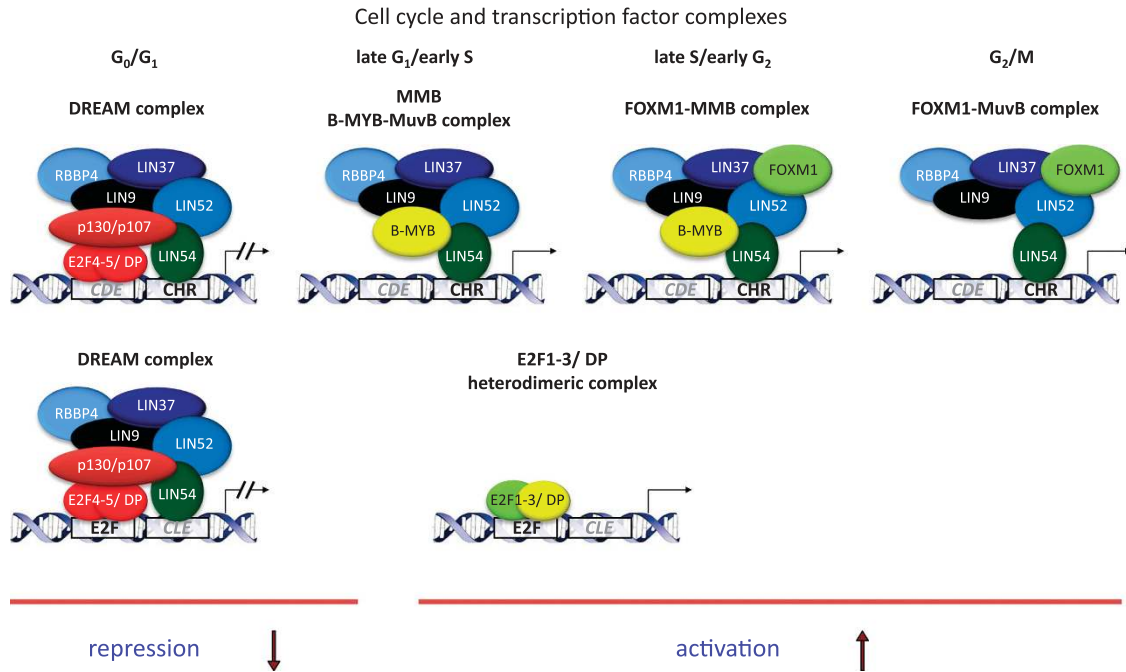 Cell cycle and transcription factor complexes
G0/G1
late G1/early S
late S/early G2
G2/M
DREAM complex
MMB
B-MYB-MuvB complex
FOXM1-MMB complex
FOXM1-MuvB complex
RBBP4
LIN37
LIN9
LIN52
p130/p107
E2F4-5/ DP
LIN54
CDE
CHR
RBBP4
LIN37
LIN9
LIN52
B-MYB
LIN54
CDE
CHR
RBBP4
LIN37
FOXM1
LIN9
LIN52
B-MYB
LIN54
CDE
CHR
RBBP4
LIN37
FOXM1
LIN9
LIN52
LIN54
CDE
CHR
DREAM complex
E2F1-3/ DP
heterodimeric complex
RBBP4
LIN37
LIN9
LIN52
p130/p107
E2F4-5/ DP
LIN54
E2F
CLE
E2F1-3/ DP
E2F
CLE
repression
activation